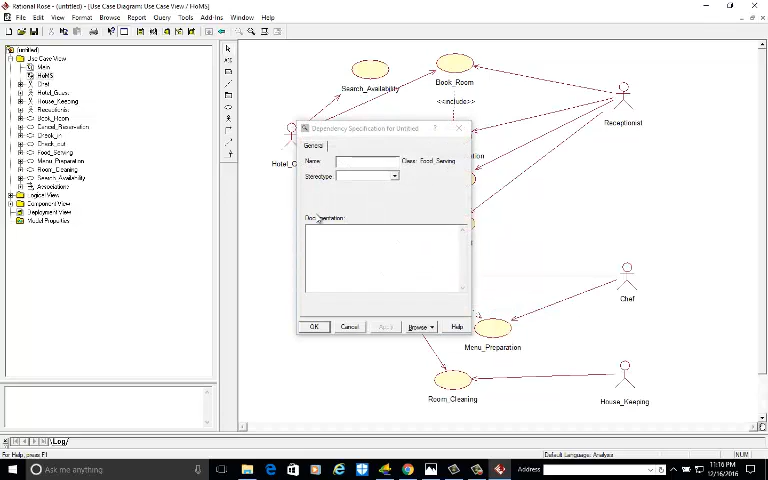 Rational Rose - (untitled) - [Use Case Diagram: Use Case View / HoMS]
File Edit View Format Browse Report Query Tools Add-Ins Window Help
(untitled)
Use Case View
Main
HoMS
Chef
Hotel_Guest
House_Keeping
Receptionist
Book_Room
Cancel_Reservation
Check_in
Check_out
Food_Serving
Menu_Preparation
Room_Cleaning
Search_Availability
Associations
Logical View
Component View
Deployment View
Model Properties
ABC
Search_Availability
Book_Room
<<include>>
Receptionist
Hotel_G
Chef
Menu_Preparation
Room_Cleaning
House_Keeping
Dependency Specification for Untitled
?
General
Name:
Class: Food_Serving
Stereotype:
Documentation:
OK Cancel Apply Browse Help
Log
For Help, press F1
Default Language: Analysis
NUM
Ask me anything
Address
11:16 PM
12/16/2016